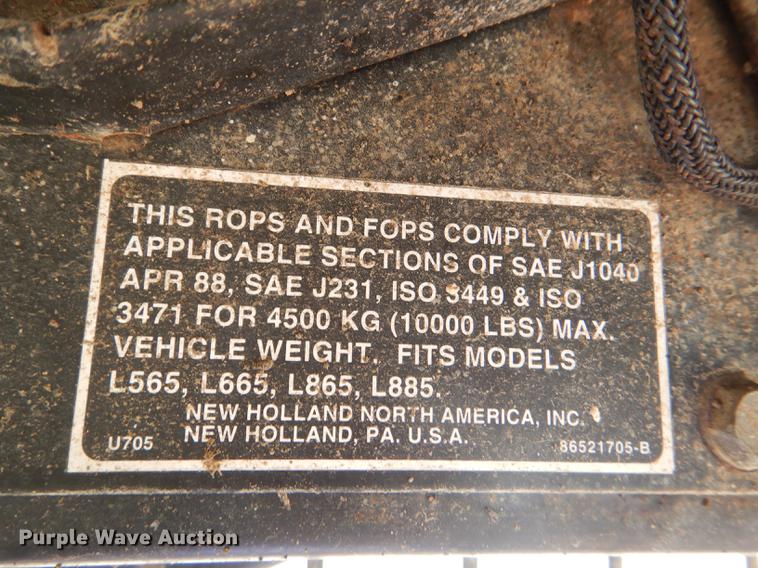 THIS ROPS AND FOPS COMPLY WITH
APPLICABLE SECTIONS OF SAE J1040
APR 88, SAE J231, ISO 3449 & ISO
3471 FOR 4500 KG (10000 LBS) MAX.
VEHICLE WEIGHT. FITS MODELS
L565, L665, L865, L885.
NEW HOLLAND NORTH AMERICA, INC.
NEW HOLLAND, PA. U.S.A.
U705
86521705-B
Purple Wave Auction®